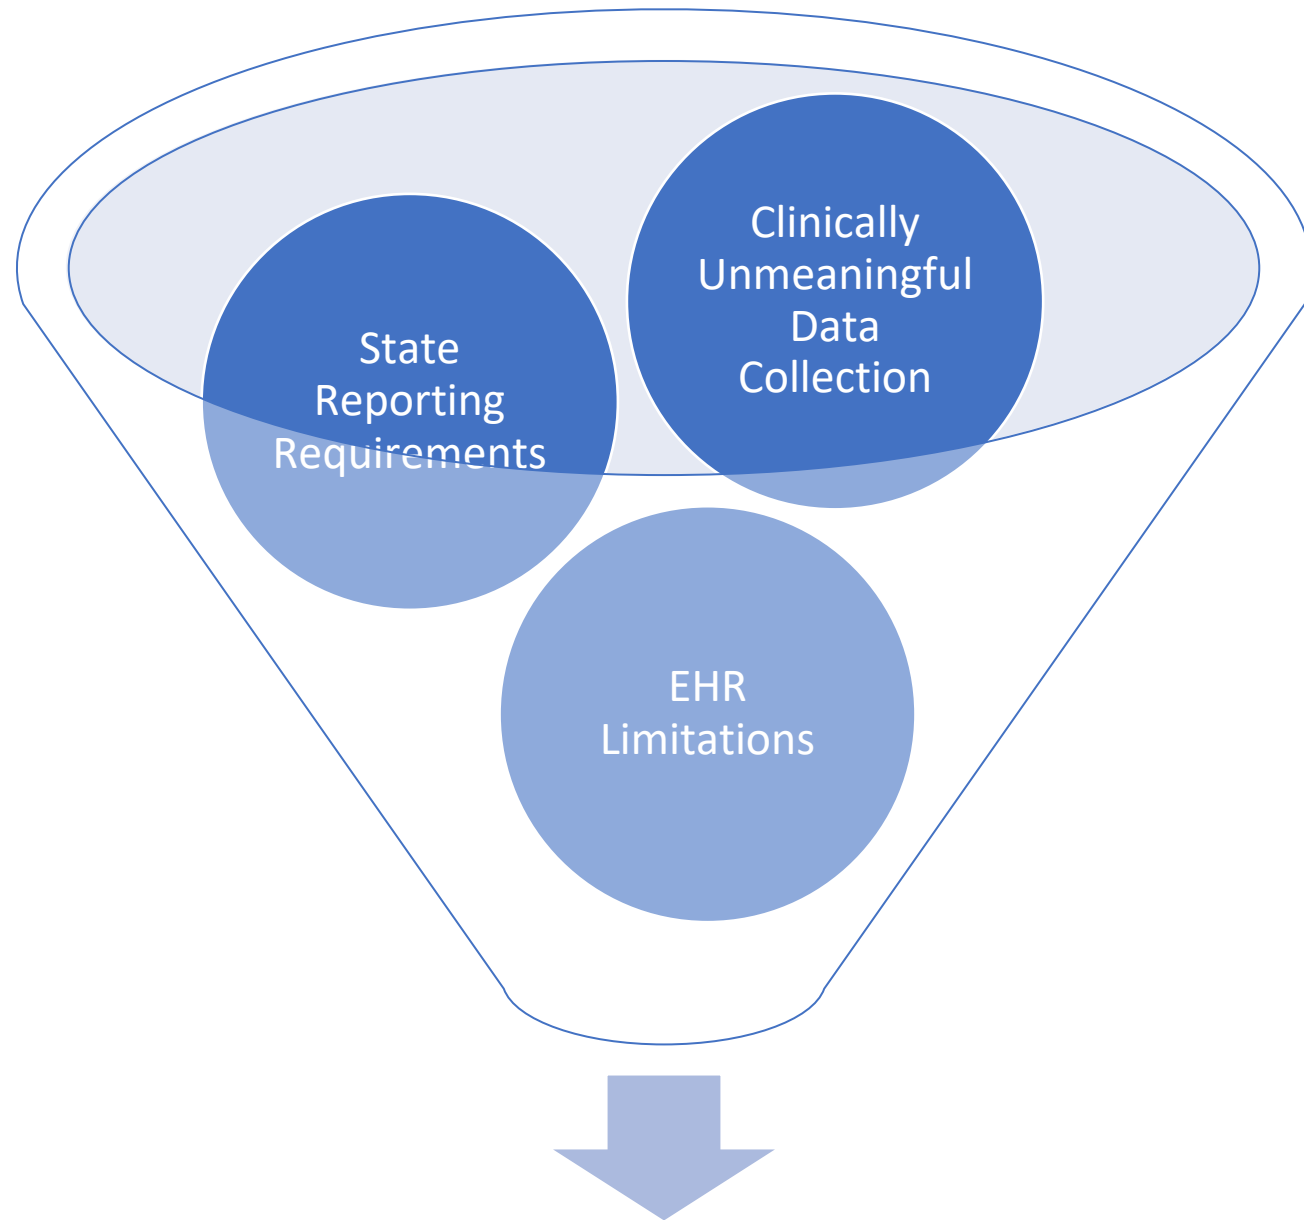 Clinically
Unmeaningful
Data
Collection
State
Reporting
Requirements
EHR
Limitations